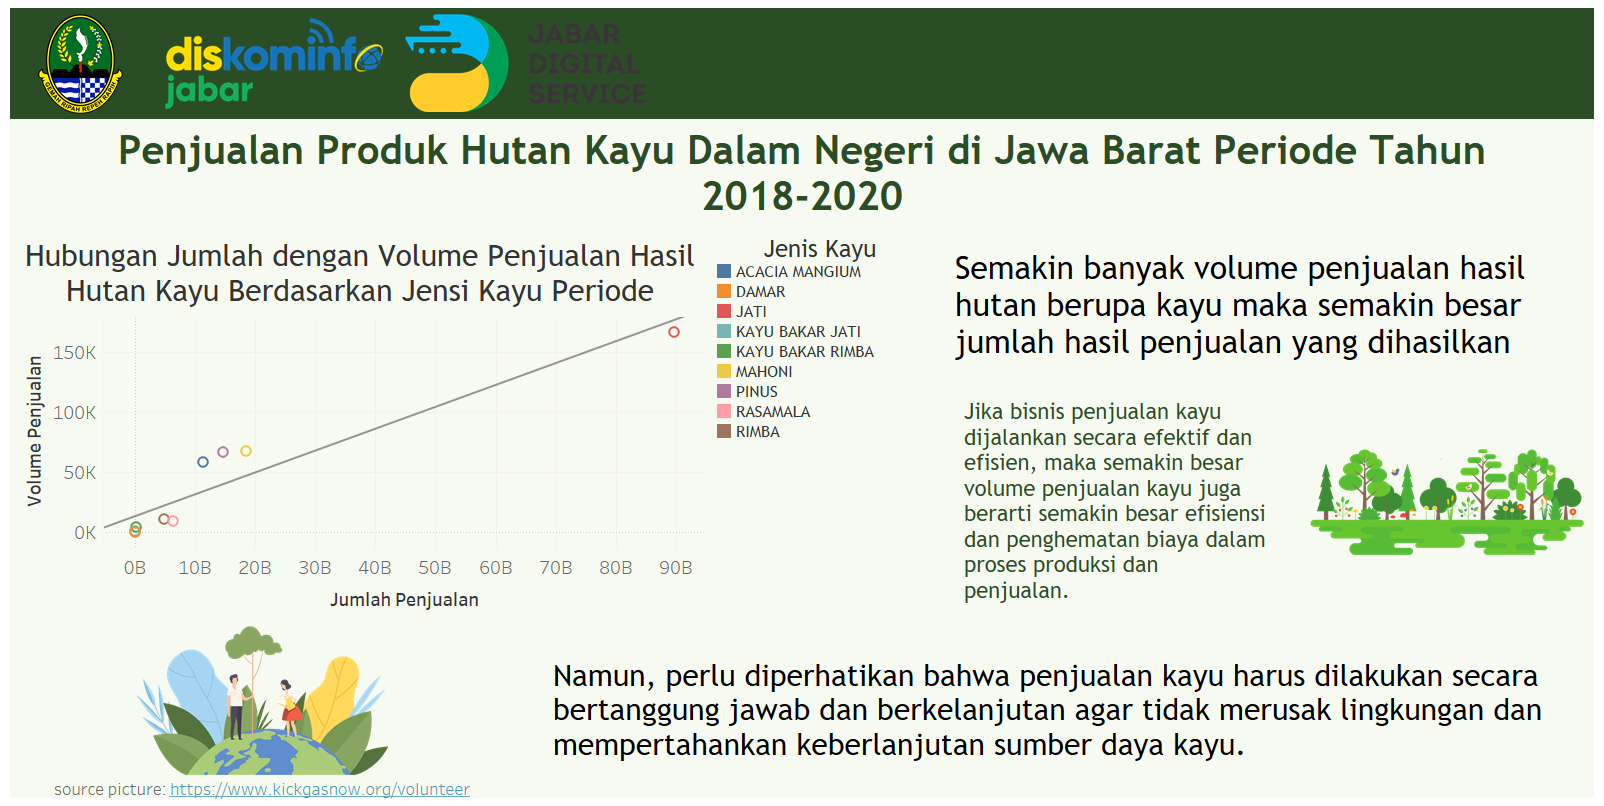 GEMAH RIPAH REPEH RAPIH
diskominfo
jabar
JABAR
DIGITAL
SERVICE
Penjualan Produk Hutan Kayu Dalam Negeri di Jawa Barat Periode Tahun
2018-2020
Hubungan Jumlah dengan Volume Penjualan Hasil
Hutan Kayu Berdasarkan Jensi Kayu Periode
Volume Penjualan
150K
100K
50K
0K
0B 10B 20B 30B 40B 50B 60B 70B 80B 90B
Jumlah Penjualan
Jenis Kayu
ACACIA MANGIUM
DAMAR
JATI
KAYU BAKAR JATI
KAYU BAKAR RIMBA
MAHONI
PINUS
RASAMALA
RIMBA
Semakin banyak volume penjualan hasil
hutan berupa kayu maka semakin besar
jumlah hasil penjualan yang dihasilkan
Jika bisnis penjualan kayu
dijalankan secara efektif dan
efisien, maka semakin besar
volume penjualan kayu juga
berarti semakin besar efisiensi
dan penghematan biaya dalam
proses produksi dan
penjualan.
Namun, perlu diperhatikan bahwa penjualan kayu harus dilakukan secara
bertanggung jawab dan berkelanjutan agar tidak merusak lingkungan dan
mempertahankan keberlanjutan sumber daya kayu.
source picture: https://www.kickgasnow.org/volunteer